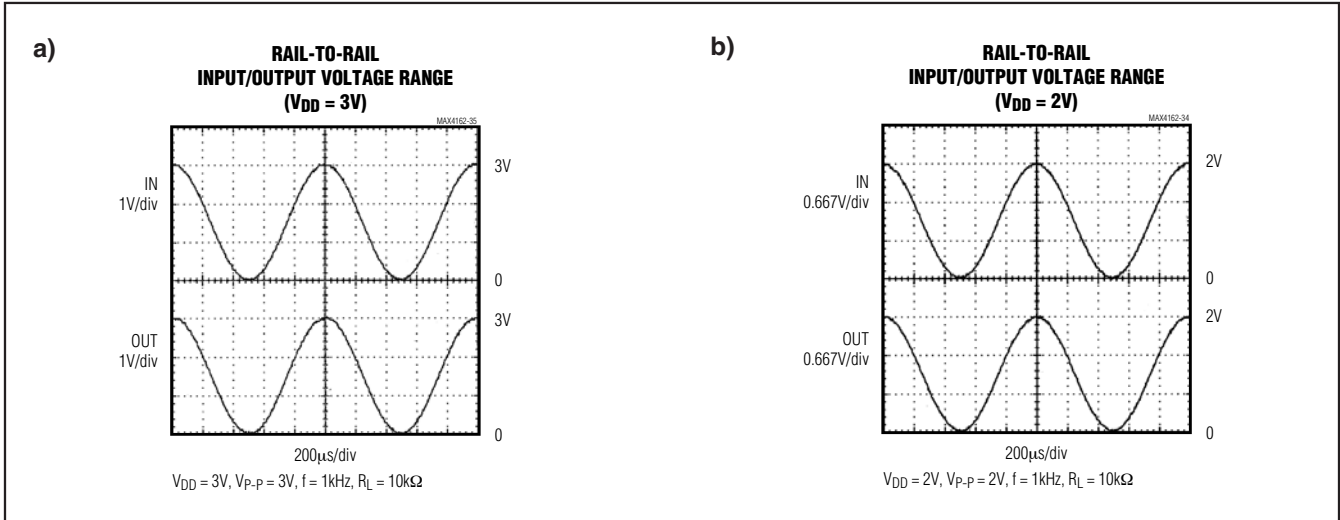 a)
RAIL-TO-RAIL
INPUT/OUTPUT VOLTAGE RANGE
(VDD = 3V)
MAX4162-35
3V
IN
1V/div
0
3V
OUT
1V/div
0
200µs/div
VDD = 3V, VP-P = 3V, f = 1kHz, RL = 10kΩ
b)
RAIL-TO-RAIL
INPUT/OUTPUT VOLTAGE RANGE
(VDD = 2V)
MAX4162-34
2V
IN
0.667V/div
0
2V
OUT
0.667V/div
0
200µs/div
VDD = 2V, VP-P = 2V, f = 1kHz, RL = 10kΩ